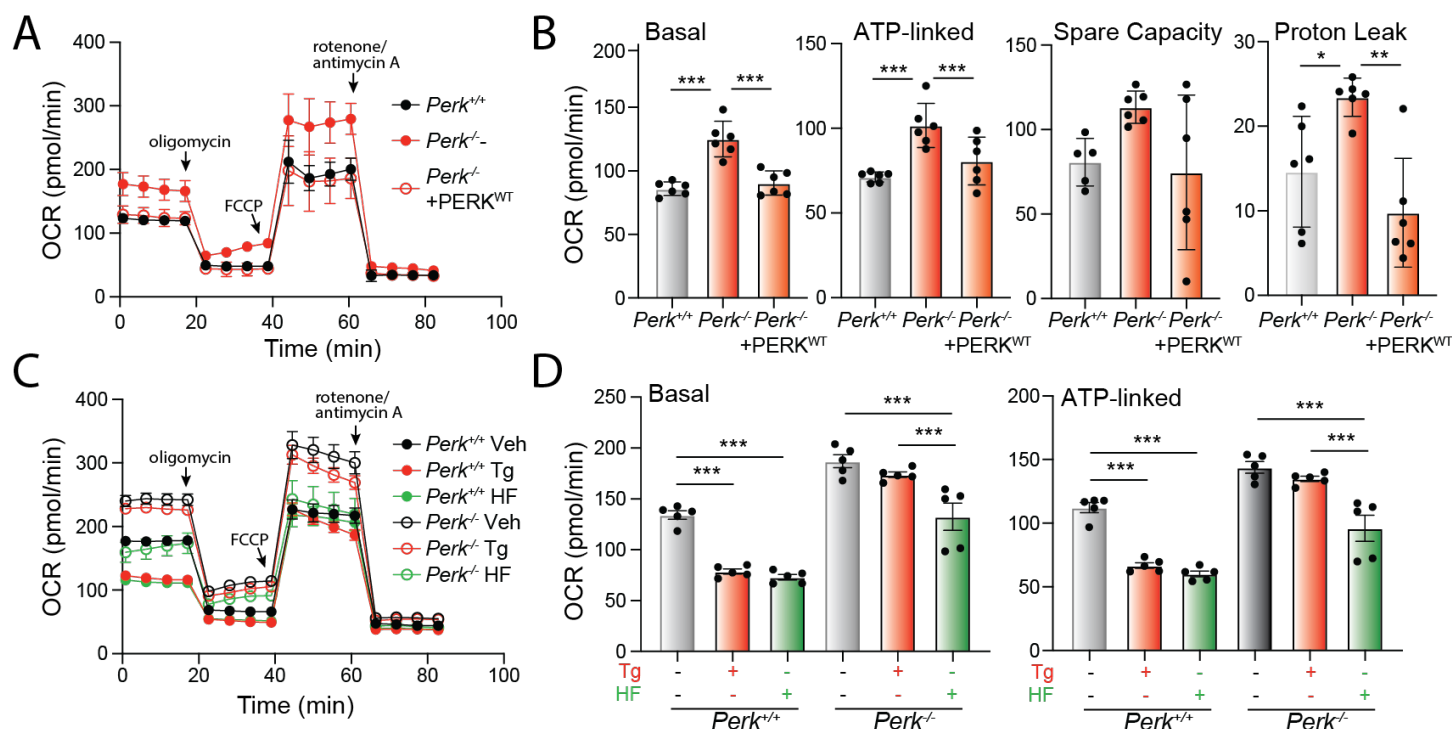 A
400
300
200
100
0
OCR (pmol/min)
0 20 40 60 80 100
Time (min)
oligomycin
FCCP
rotenone/
antimycin A
Perk+/+
Perk-/-
Perk-/-
+PERKWT
B
Basal
200
150
100
50
0
OCR (pmol/min)
***
***
Perk+/+ Perk-/- Perk-/-
+PERKWT
ATP-linked
150
100
50
0
***
***
Perk+/+ Perk-/- Perk-/-
+PERKWT
Spare Capacity
150
100
50
0
Perk+/+ Perk-/- Perk-/-
+PERKWT
Proton Leak
30
20
10
0
*
**
Perk+/+ Perk-/- Perk-/-
+PERKWT
C
400
300
200
100
0
OCR (pmol/min)
0 20 40 60 80 100
Time (min)
oligomycin
FCCP
rotenone/
antimycin A
Perk+/+ Veh
Perk+/+ Tg
Perk+/+ HF
Perk-/- Veh
Perk-/- Tg
Perk-/- HF
D
Basal
250
200
150
100
50
0
OCR (pmol/min)
***
***
***
***
Tg - + - - + -
HF - - + - - +
Perk+/+ Perk-/-
ATP-linked
200
150
100
50
0
***
***
***
***
Tg - + - - + -
HF - - + - - +
Perk+/+ Perk-/-